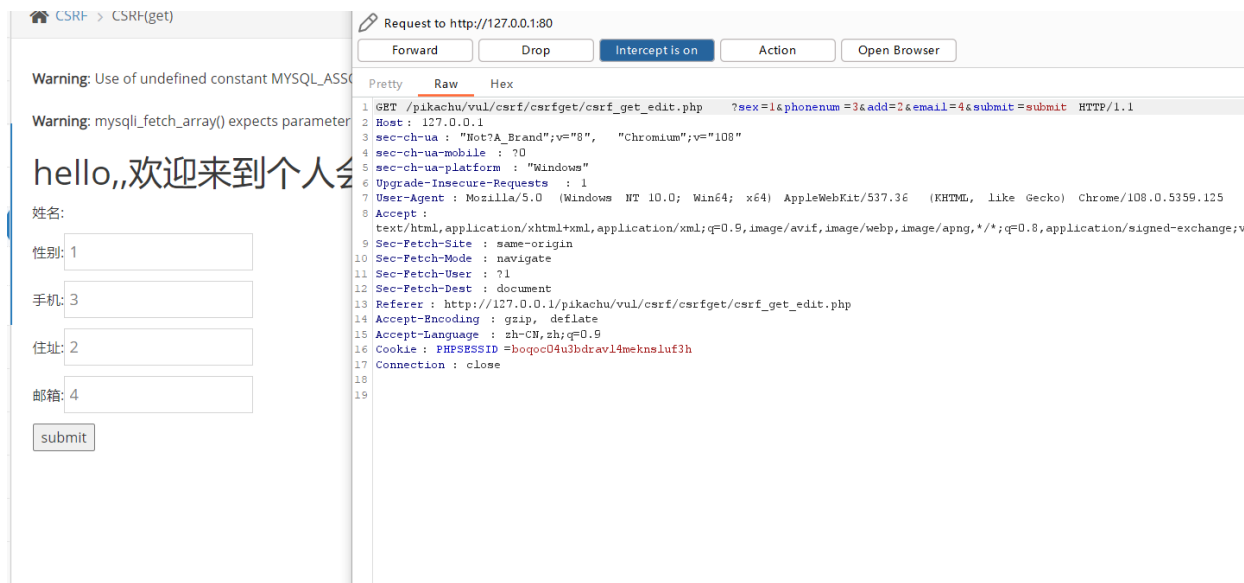 CSRF > CSRF(get)
Warning: Use of undefined constant MYSQL_ASSO
Warning: mysqli_fetch_array() expects parameter
hello,,欢迎来到个人会
姓名:
性别: 1
手机: 3
住址: 2
邮箱: 4
submit
Request to http://127.0.0.1:80
Forward Drop Intercept is on Action Open Browser
Pretty Raw Hex
1 GET /pikachu/vul/csrf/csrfget/csrf_get_edit.php ?sex=1&phonenum=3&add=2&email=4&submit=submit HTTP/1.1
2 Host: 127.0.0.1
3 sec-ch-ua : "Not?A_Brand";v="8", "Chromium";v="108"
4 sec-ch-ua-mobile : ?0
5 sec-ch-ua-platform : "Windows"
6 Upgrade-Insecure-Requests : 1
7 User-Agent : Mozilla/5.0 (Windows NT 10.0; Win64; x64) AppleWebKit/537.36 (KHTML, like Gecko) Chrome/108.0.5359.125
8 Accept :
text/html,application/xhtml+xml,application/xml;q=0.9,image/avif,image/webp,image/apng,*/*;q=0.8,application/signed-exchange;v
9 Sec-Fetch-Site : same-origin
10 Sec-Fetch-Mode : navigate
11 Sec-Fetch-User : ?1
12 Sec-Fetch-Dest : document
13 Referer : http://127.0.0.1/pikachu/vul/csrf/csrfget/csrf_get_edit.php
14 Accept-Encoding : gzip, deflate
15 Accept-Language : zh-CN,zh;q=0.9
16 Cookie : PHPSESSID =boqoc04u3bdravl4meknsluf3h
17 Connection : close
18
19